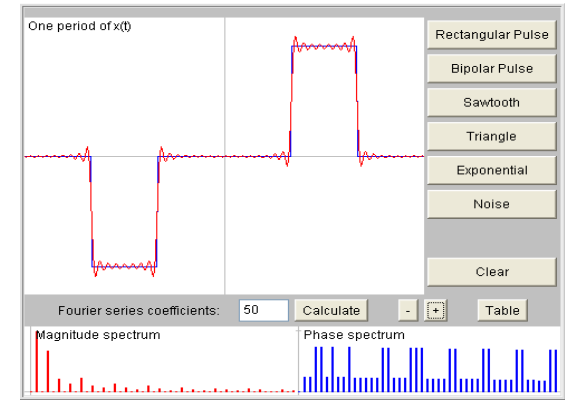 One period of x(t)
Rectangular Pulse
Bipolar Pulse
Sawtooth
Triangle
Exponential
Noise
Clear
Fourier series coefficients: 50 Calculate - + Table
Magnitude spectrum Phase spectrum